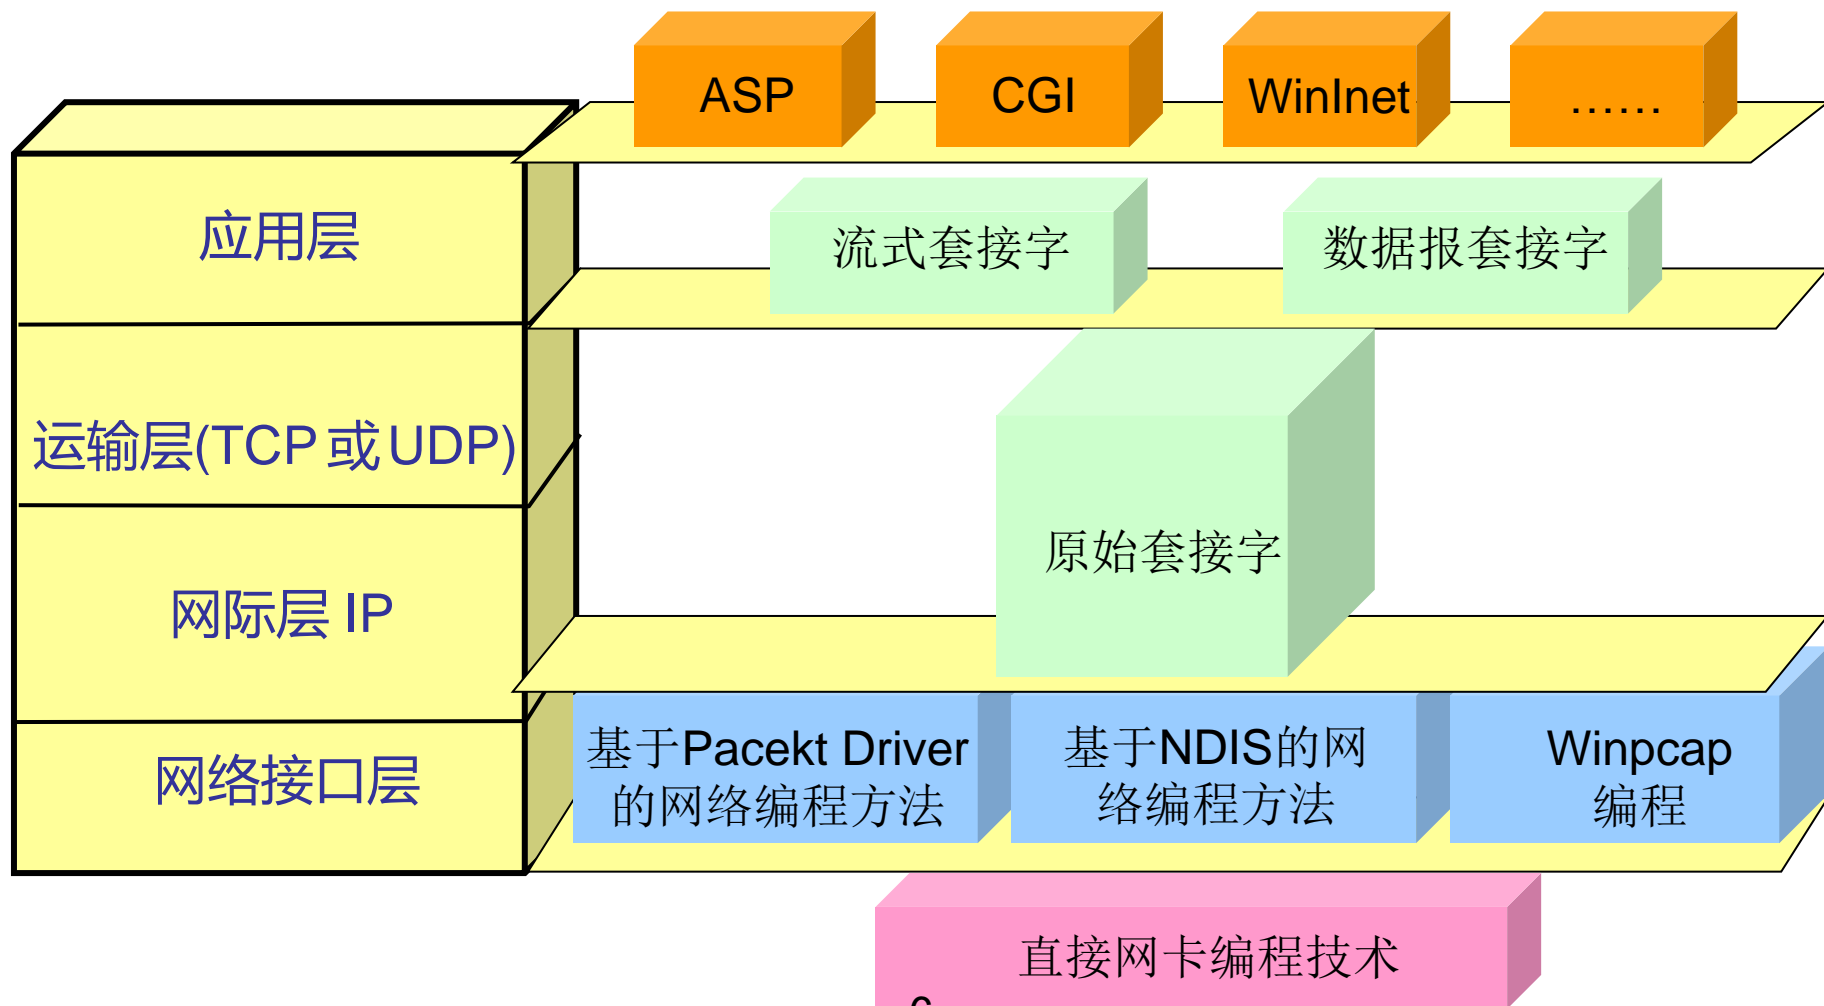 ASP
CGI
WinInet
……
应用层
流式套接字
数据报套接字
运输层(TCP或UDP)
原始套接字
网际层 IP
网络接口层
基于Pacekt Driver
的网络编程方法
基于NDIS的网
络编程方法
Winpcap
编程
直接网卡编程技术